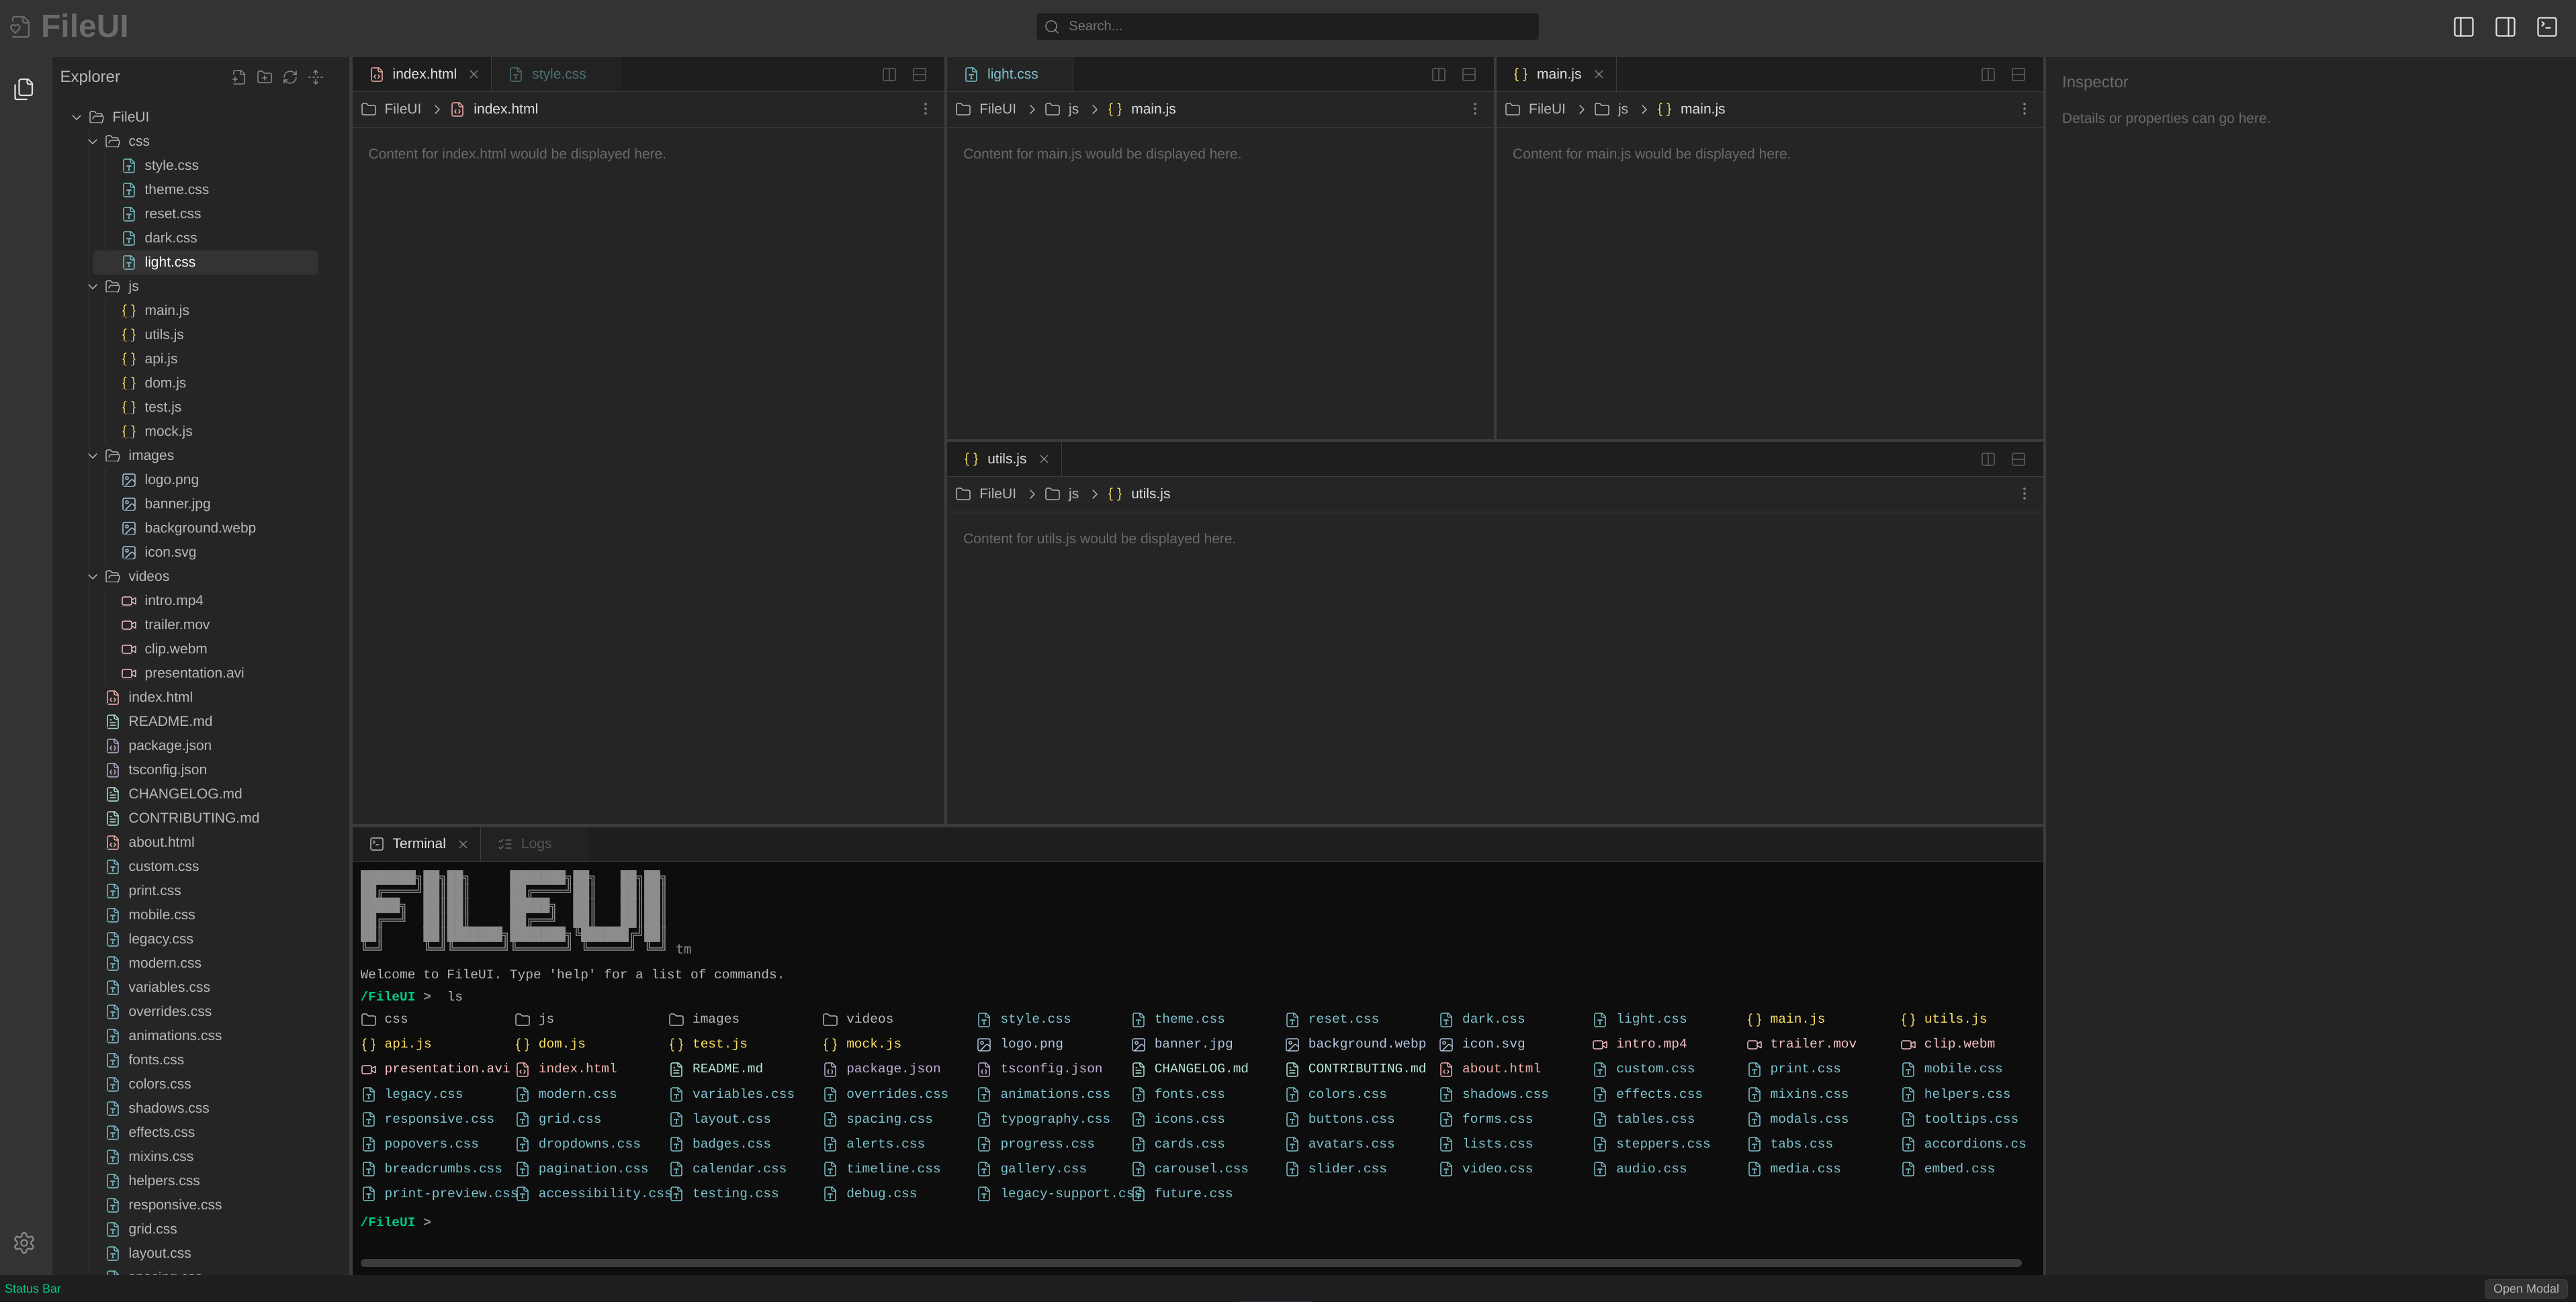 FileUI
Search...
Explorer
FileUI
css
style.css
theme.css
reset.css
dark.css
light.css
js
main.js
utils.js
api.js
dom.js
test.js
mock.js
images
logo.png
banner.jpg
background.webp
icon.svg
videos
intro.mp4
trailer.mov
clip.webm
presentation.avi
index.html
README.md
package.json
tsconfig.json
CHANGELOG.md
CONTRIBUTING.md
about.html
custom.css
print.css
mobile.css
legacy.css
modern.css
variables.css
overrides.css
animations.css
fonts.css
colors.css
shadows.css
effects.css
mixins.css
helpers.css
responsive.css
grid.css
layout.css
index.html style.css
FileUI > index.html
Content for index.html would be displayed here.
light.css
FileUI > js > main.js
Content for main.js would be displayed here.
main.js
FileUI > js > main.js
Content for main.js would be displayed here.
utils.js
FileUI > js > utils.js
Content for utils.js would be displayed here.
Terminal Logs
FILEUI tm
Welcome to FileUI. Type 'help' for a list of commands.
/FileUI > ls
css js images videos style.css theme.css reset.css dark.css light.css main.js utils.js
api.js dom.js test.js mock.js logo.png banner.jpg background.webp icon.svg intro.mp4 trailer.mov clip.webm
presentation.avi index.html README.md package.json tsconfig.json CHANGELOG.md CONTRIBUTING.md about.html custom.css print.css mobile.css
legacy.css modern.css variables.css overrides.css animations.css fonts.css colors.css shadows.css effects.css mixins.css helpers.css
responsive.css grid.css layout.css spacing.css typography.css icons.css buttons.css forms.css tables.css modals.css tooltips.css
popovers.css dropdowns.css badges.css alerts.css progress.css cards.css avatars.css lists.css steppers.css tabs.css accordions.cs
breadcrumbs.css pagination.css calendar.css timeline.css gallery.css carousel.css slider.css video.css audio.css media.css embed.css
print-preview.css accessibility.css testing.css debug.css legacy-support.css future.css
/FileUI >
Inspector
Details or properties can go here.
Status Bar
Open Modal